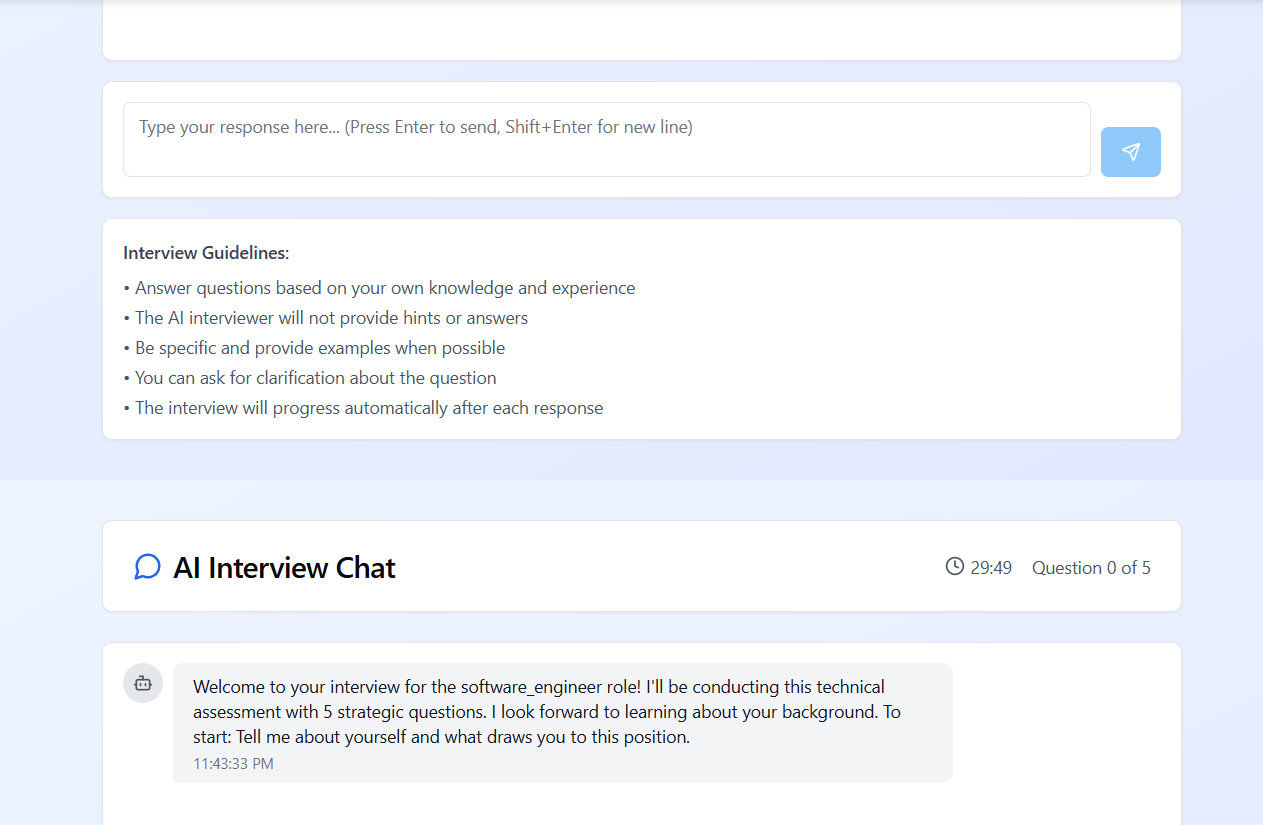 Type your response here... (Press Enter to send, Shift+Enter for new line)
Interview Guidelines:
• Answer questions based on your own knowledge and experience
• The AI interviewer will not provide hints or answers
• Be specific and provide examples when possible
• You can ask for clarification about the question
• The interview will progress automatically after each response
AI Interview Chat
29:49 Question 0 of 5
Welcome to your interview for the software_engineer role! I'll be conducting this technical
assessment with 5 strategic questions. I look forward to learning about your background. To
start: Tell me about yourself and what draws you to this position.
11:43:33 PM